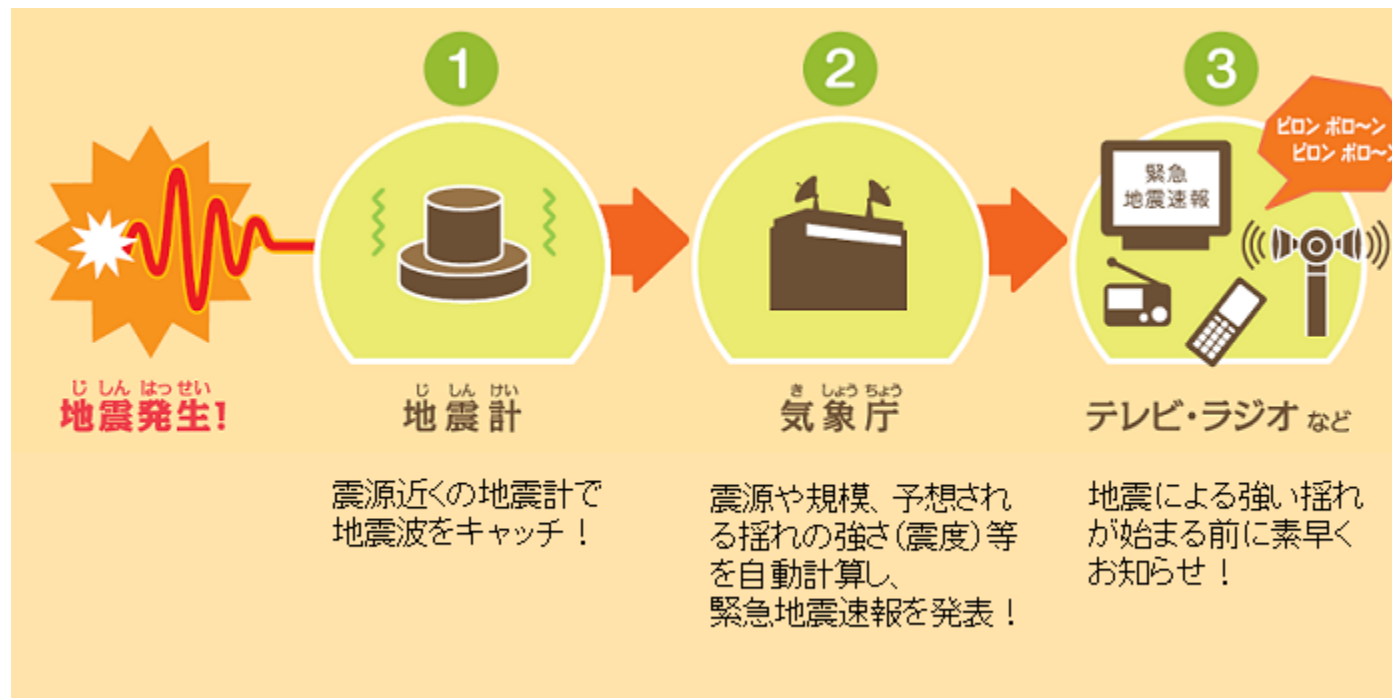 1
2
3
ピロン ポロ〜ン
ピロン ポロ〜ン
緊急
地震速報
じしんはっせい
地震発生!
じしんけい
地震計
きしょうちょう
気象庁
テレビ・ラジオ など
震源近くの地震計で
地震波をキャッチ！
震源や規模、予想され
る揺れの強さ(震度)等
を自動計算し、
緊急地震速報を発表！
地震による強い揺れ
が始まる前に素早く
お知らせ！